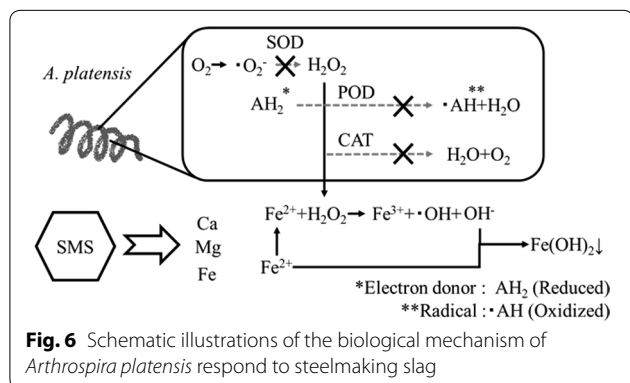 SOD
A. platensis
O₂→ ·O₂⁻ → H₂O₂
POD
**
AH₂* → ·AH+H₂O
CAT
H₂O+O₂
Ca
Mg
Fe
SMS
Fe²⁺+H₂O₂→ Fe³⁺+·OH+OH⁻
Fe²⁺
Fe(OH)₂↓
*Electron donor : AH₂ (Reduced)
**Radical :·AH (Oxidized)
Fig. 6 Schematic illustrations of the biological mechanism of
Arthrospira platensis respond to steelmaking slag